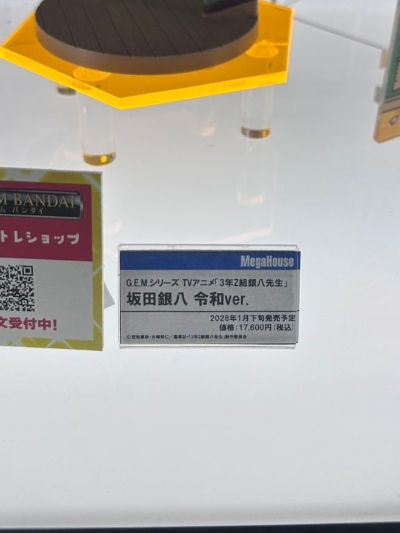 M BANDAI
ム バンダイ
トレショップ
文受付中!
MegaHouse
G.E.M.シリーズ TVアニメ「3年Z組銀八先生」
坂田銀八 令和ver.
2026年1月下旬発売予定
価格:17,600円(税込)